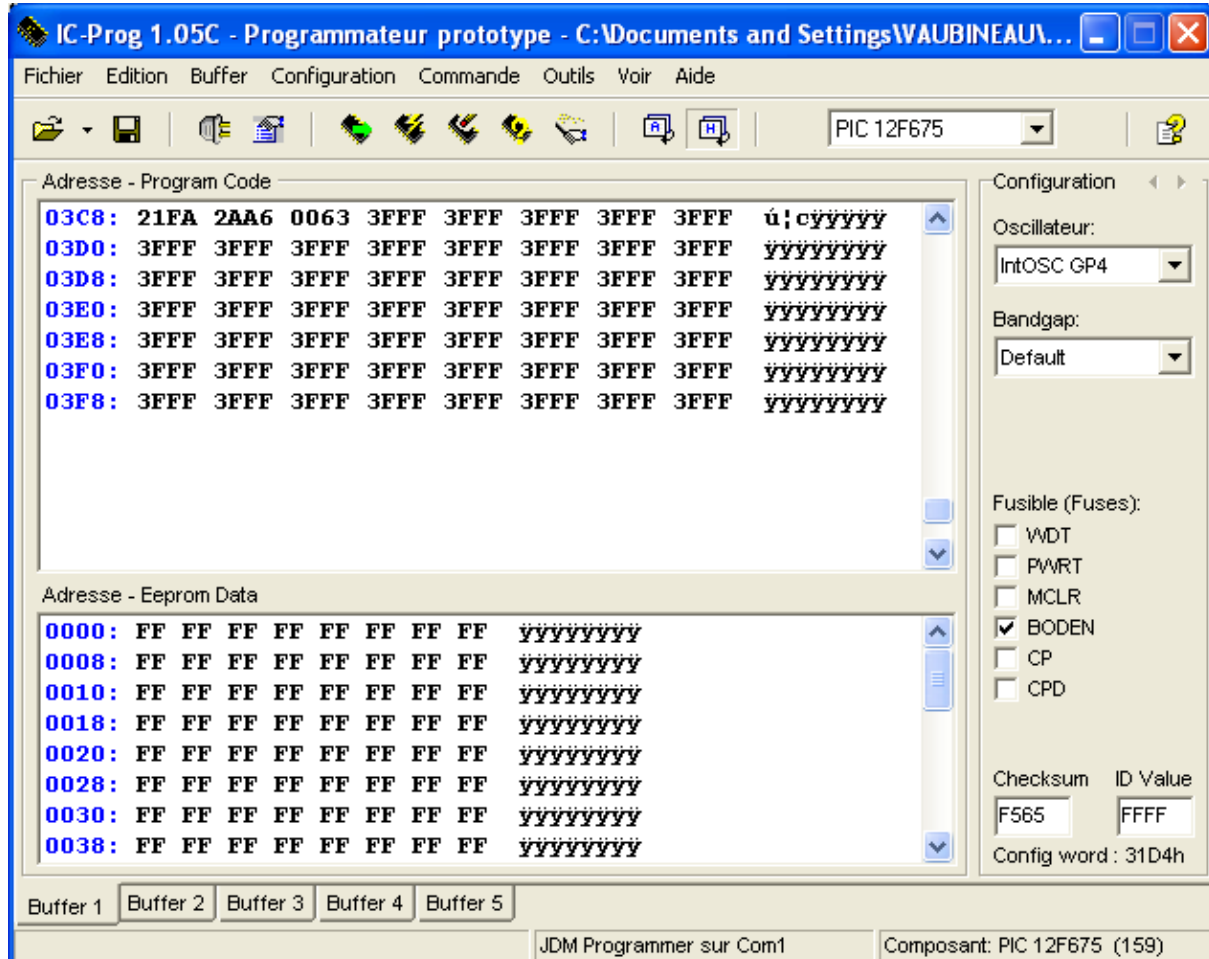 IC-Prog 1.05C - Programmateur prototype - C:\Documents and Settings\VAUBINEAU\...
Fichier Edition Buffer Configuration Commande Outils Voir Aide
PIC 12F675
Adresse - Program Code
03C8: 21FA 2AA6 0063 3FFF 3FFF 3FFF 3FFF 3FFF ú¦cÿÿÿÿÿ
03D0: 3FFF 3FFF 3FFF 3FFF 3FFF 3FFF 3FFF 3FFF ÿÿÿÿÿÿÿÿ
03D8: 3FFF 3FFF 3FFF 3FFF 3FFF 3FFF 3FFF 3FFF ÿÿÿÿÿÿÿÿ
03E0: 3FFF 3FFF 3FFF 3FFF 3FFF 3FFF 3FFF 3FFF ÿÿÿÿÿÿÿÿ
03E8: 3FFF 3FFF 3FFF 3FFF 3FFF 3FFF 3FFF 3FFF ÿÿÿÿÿÿÿÿ
03F0: 3FFF 3FFF 3FFF 3FFF 3FFF 3FFF 3FFF 3FFF ÿÿÿÿÿÿÿÿ
03F8: 3FFF 3FFF 3FFF 3FFF 3FFF 3FFF 3FFF 3FFF ÿÿÿÿÿÿÿÿ
Adresse - Eeprom Data
0000: FF FF FF FF FF FF FF FF ÿÿÿÿÿÿÿÿ
0008: FF FF FF FF FF FF FF FF ÿÿÿÿÿÿÿÿ
0010: FF FF FF FF FF FF FF FF ÿÿÿÿÿÿÿÿ
0018: FF FF FF FF FF FF FF FF ÿÿÿÿÿÿÿÿ
0020: FF FF FF FF FF FF FF FF ÿÿÿÿÿÿÿÿ
0028: FF FF FF FF FF FF FF FF ÿÿÿÿÿÿÿÿ
0030: FF FF FF FF FF FF FF FF ÿÿÿÿÿÿÿÿ
0038: FF FF FF FF FF FF FF FF ÿÿÿÿÿÿÿÿ
Configuration
Oscillateur:
IntOSC GP4
Bandgap:
Default
Fusible (Fuses):
WDT
PWRT
MCLR
BODEN
CP
CPD
Checksum ID Value
F565 FFFF
Config word : 31D4h
Buffer 1 Buffer 2 Buffer 3 Buffer 4 Buffer 5
JDM Programmer sur Com1 Composant: PIC 12F675 (159)